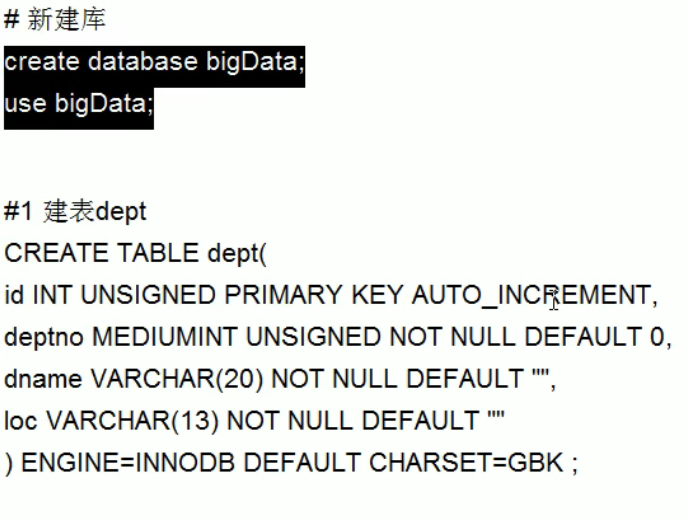 # 新建库
create database bigData;
use bigData;
#1 建表dept
CREATE TABLE dept(
id INT UNSIGNED PRIMARY KEY AUTO_INCREMENT,
deptno MEDIUMINT UNSIGNED NOT NULL DEFAULT 0,
dname VARCHAR(20) NOT NULL DEFAULT "",
loc VARCHAR(13) NOT NULL DEFAULT ""
) ENGINE=INNODB DEFAULT CHARSET=GBK ;